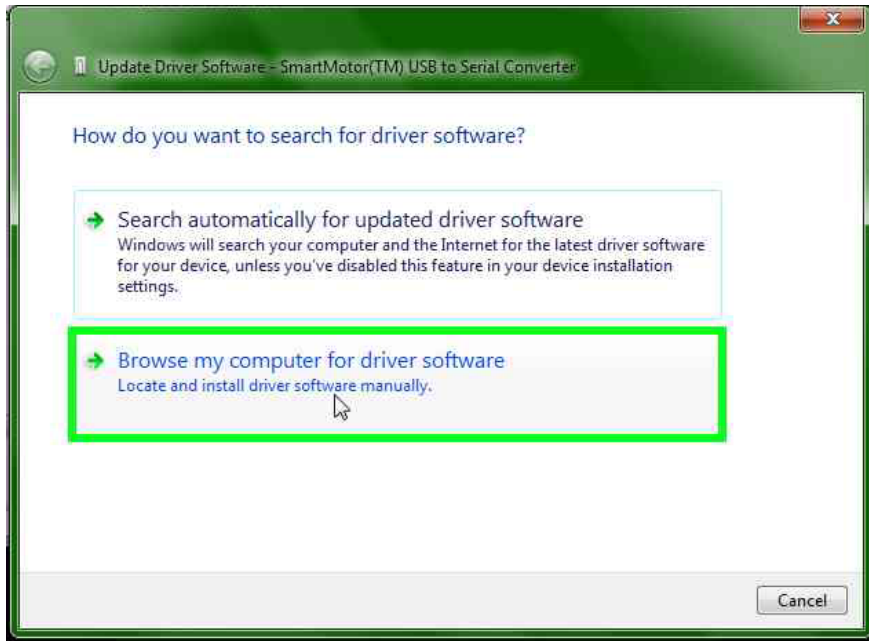 Update Driver Software - SmartMotor(TM) USB to Serial Converter
How do you want to search for driver software?
Search automatically for updated driver software
Windows will search your computer and the Internet for the latest driver software
for your device, unless you've disabled this feature in your device installation
settings.
Browse my computer for driver software
Locate and install driver software manually.
Cancel